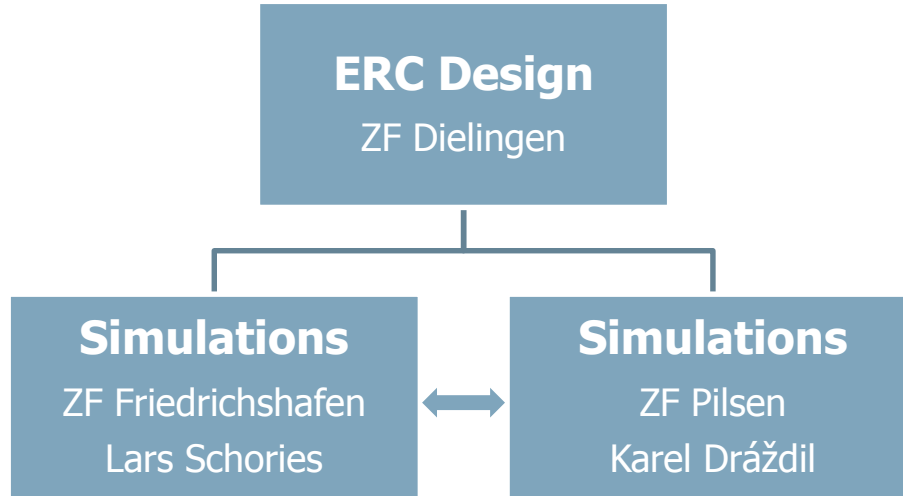 ERC Design
ZF Dielingen
Simulations
ZF Friedrichshafen
Lars Schories
Simulations
ZF Pilsen
Karel Dráždil